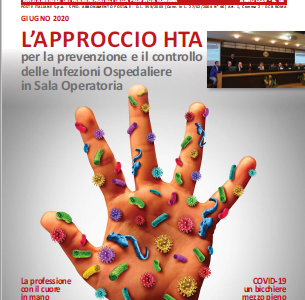 GIUGNO 2020
L'APPROCCIO HTA
per la prevenzione e il controllo
delle Infezioni Ospedaliere
in Sala Operatoria
La professione
con il cuore
in mano
COVID-19
un bicchiere
mezzo pieno